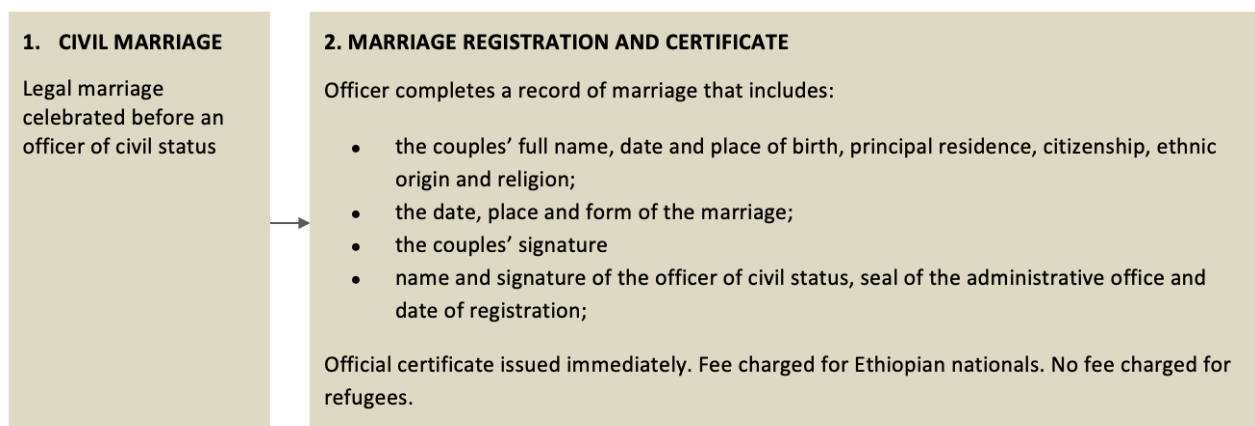 1. CIVIL MARRIAGE
Legal marriage
celebrated before an
officer of civil status
2. MARRIAGE REGISTRATION AND CERTIFICATE
Officer completes a record of marriage that includes:
• the couples’ full name, date and place of birth, principal residence, citizenship, ethnic
origin and religion;
• the date, place and form of the marriage;
• the couples’ signature
• name and signature of the officer of civil status, seal of the administrative office and
date of registration;
Official certificate issued immediately. Fee charged for Ethiopian nationals. No fee charged for
refugees.